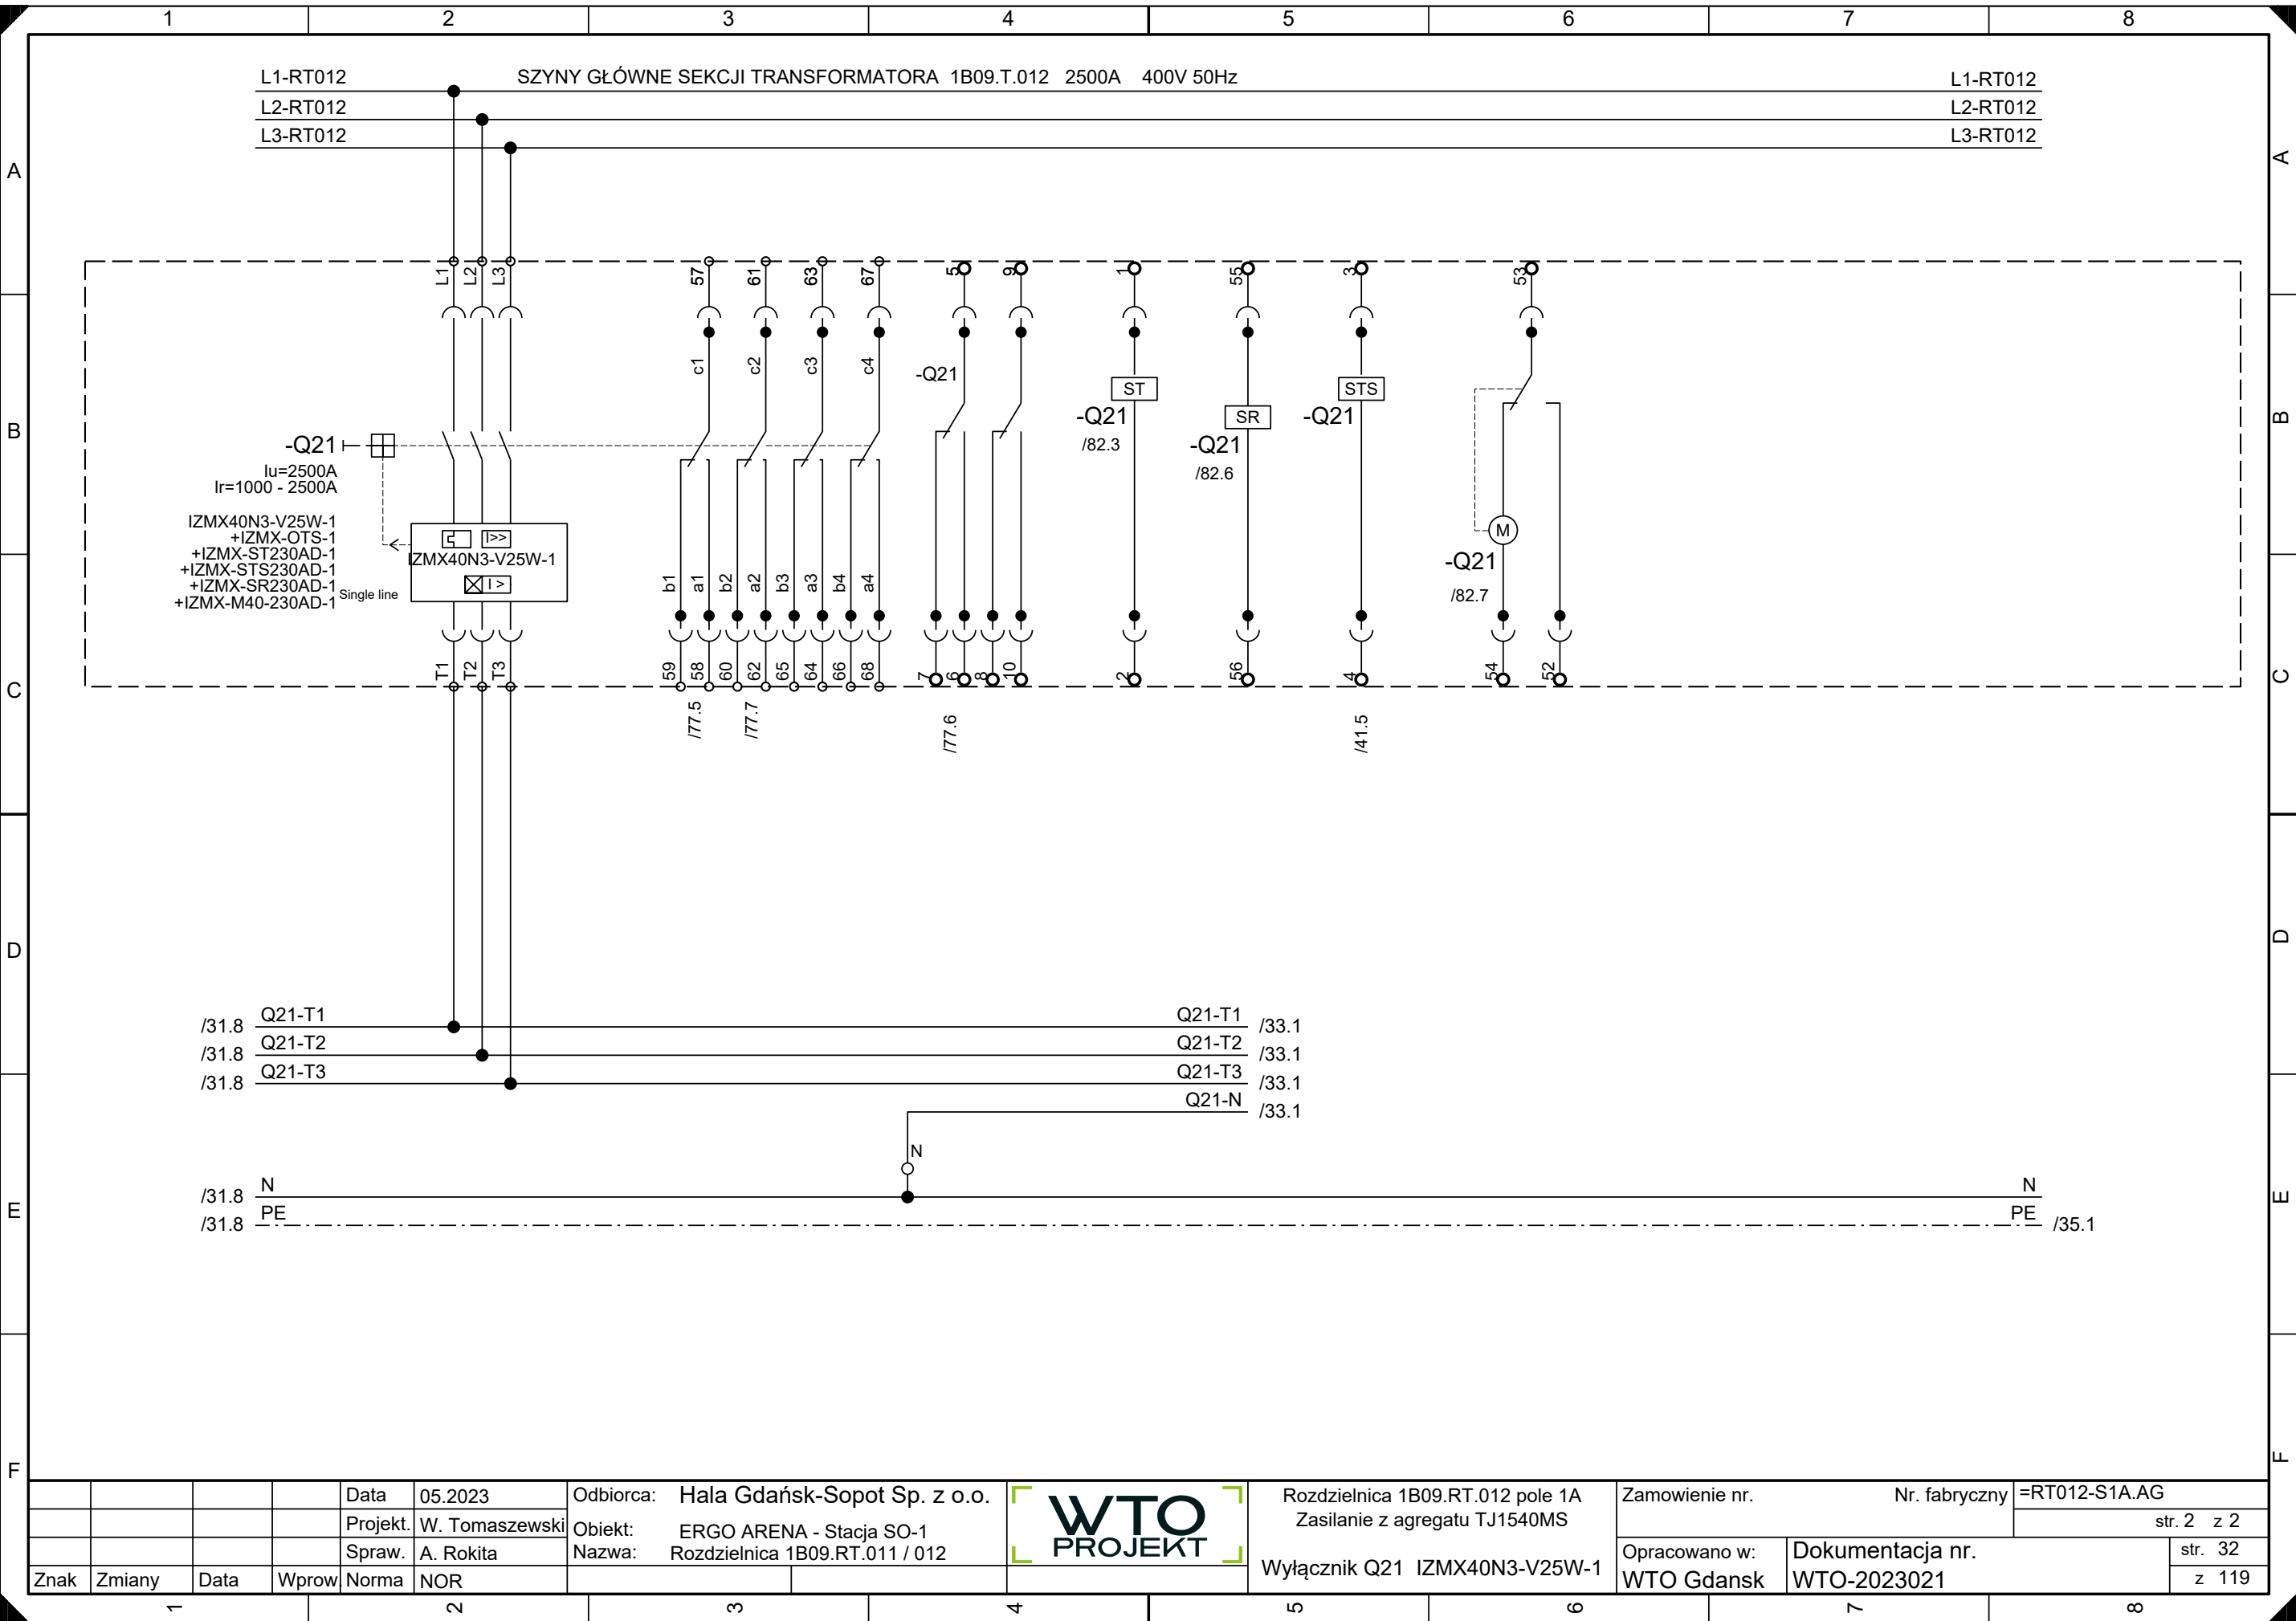 1 2 3 4 5 6 7 8
L1-RT012 SZYNY GŁÓWNE SEKCJI TRANSFORMATORA 1B09.T.012 2500A 400V 50Hz L1-RT012
L2-RT012 L2-RT012
L3-RT012 L3-RT012
A A
L1 L2 L3 57 61 63 67 5 9 1 55 3 53
c1 c2 c3 c4
-Q21
ST STS
SR
-Q21 -Q21
/82.3
-Q21
/82.6
B B
-Q21
Iu=2500A
Ir=1000 - 2500A
IZMX40N3-V25W-1
+IZMX-OTS-1
+IZMX-ST230AD-1
+IZMX-STS230AD-1
+IZMX-SR230AD-1
+IZMX-M40-230AD-1
Single line
I>>
IZMX40N3-V25W-1
I >
M
-Q21
/82.7
b1 a1 b2 a2 b3 a3 b4 a4
T1 T2 T3 59 58 60 62 65 64 66 68 7 6 8 10 2 56 4 54 52
C C
/77.5 /77.7 /77.6 /41.5
D D
/31.8 Q21-T1 Q21-T1 /33.1
/31.8 Q21-T2 Q21-T2 /33.1
/31.8 Q21-T3 Q21-T3 /33.1
Q21-N /33.1
N
/31.8 N N
/31.8 PE PE /35.1
E E
F F
Data 05.2023
Projekt. W. Tomaszewski
Spraw. A. Rokita
Znak Zmiany Data Wprow. Norma NOR
Odbiorca: Hala Gdańsk-Sopot Sp. z o.o.
Obiekt: ERGO ARENA - Stacja SO-1
Nazwa: Rozdzielnica 1B09.RT.011 / 012
WTO
PROJEKT
Rozdzielnica 1B09.RT.012 pole 1A
Zasilanie z agregatu TJ1540MS
Wyłącznik Q21 IZMX40N3-V25W-1
Zamowienie nr. Nr. fabryczny =RT012-S1A.AG
str. 2 z 2
Opracowano w:
WTO Gdansk
Dokumentacja nr.
WTO-2023021
str. 32
z 119
1 2 3 4 5 6 7 8